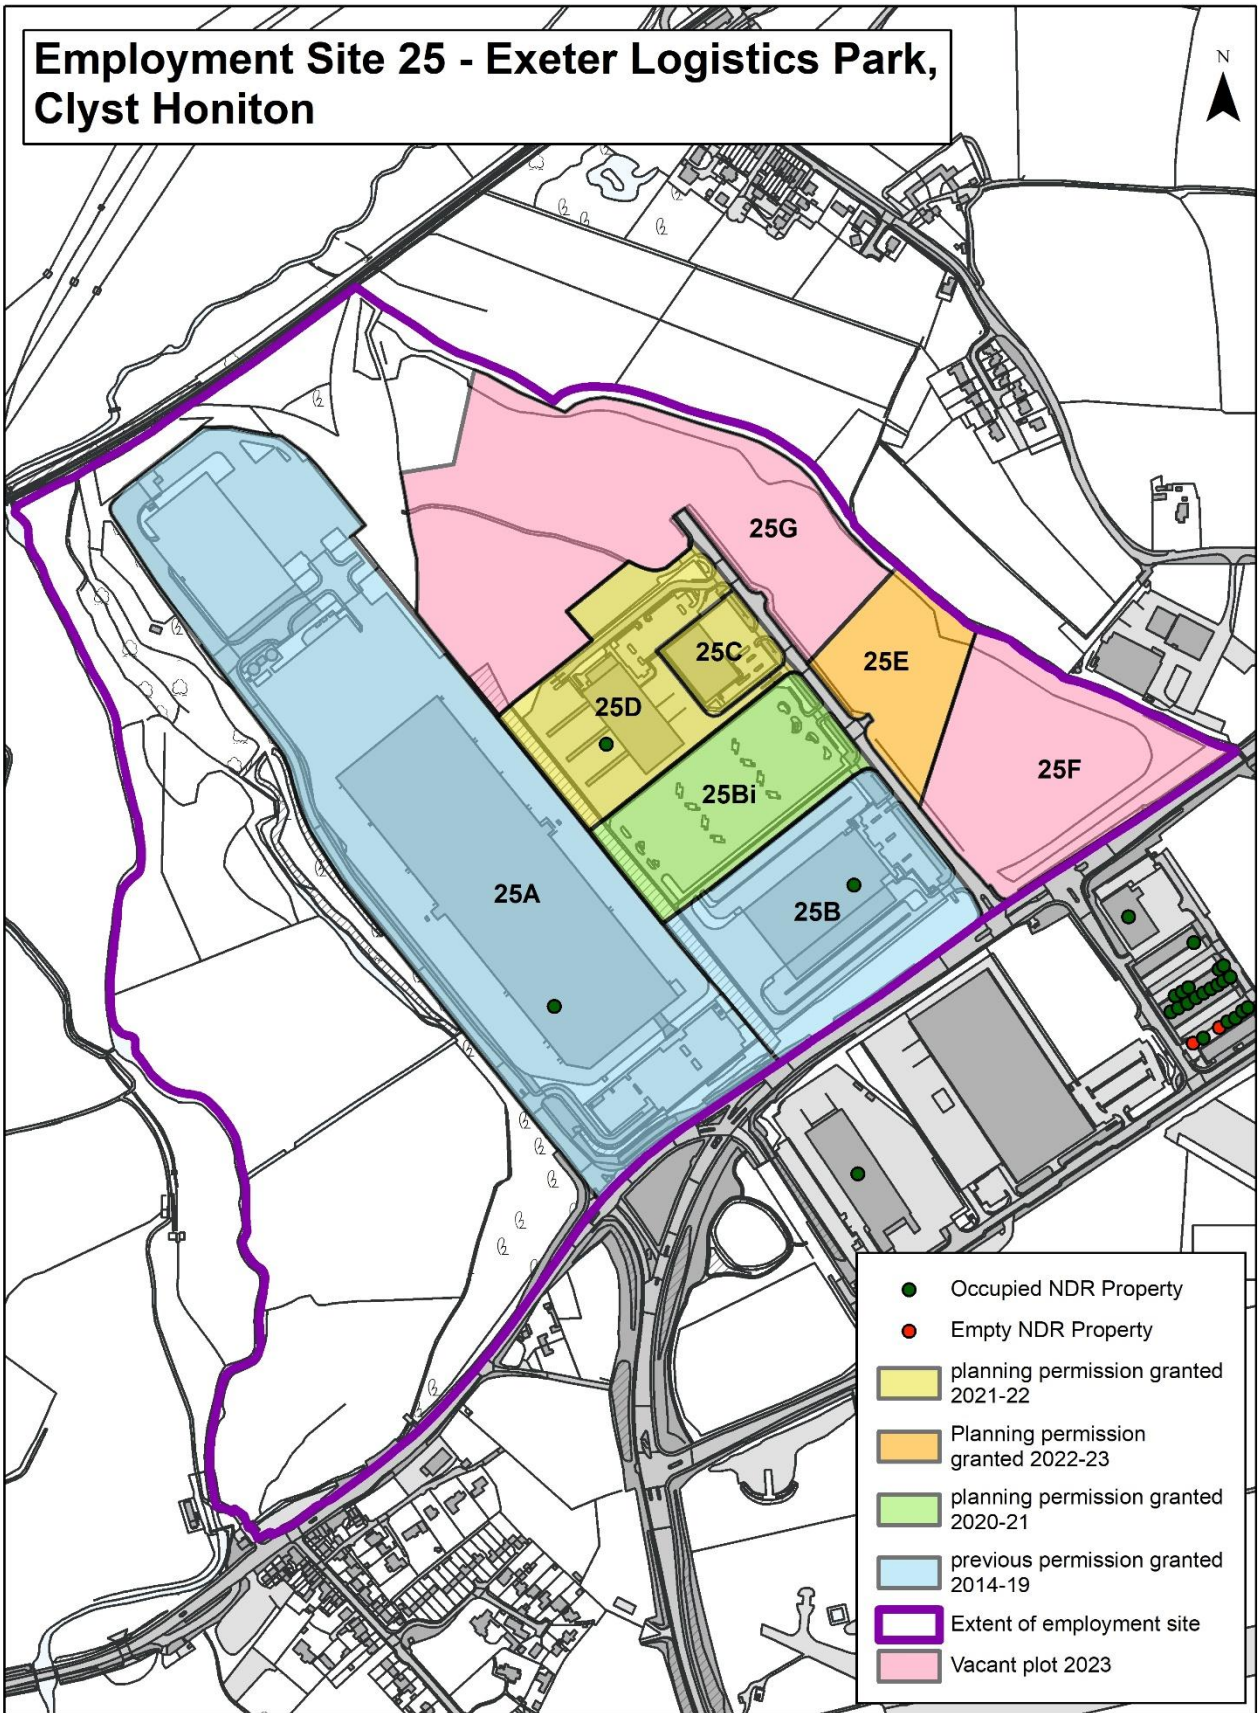 Employment Site 25 - Exeter Logistics Park,
Clyst Honiton
N
25G
25C
25E
25D
25F
25Bi
25A
25B
Occupied NDR Property
Empty NDR Property
planning permission granted
2021-22
Planning permission
granted 2022-23
planning permission granted
2020-21
previous permission granted
2014-19
Extent of employment site
Vacant plot 2023